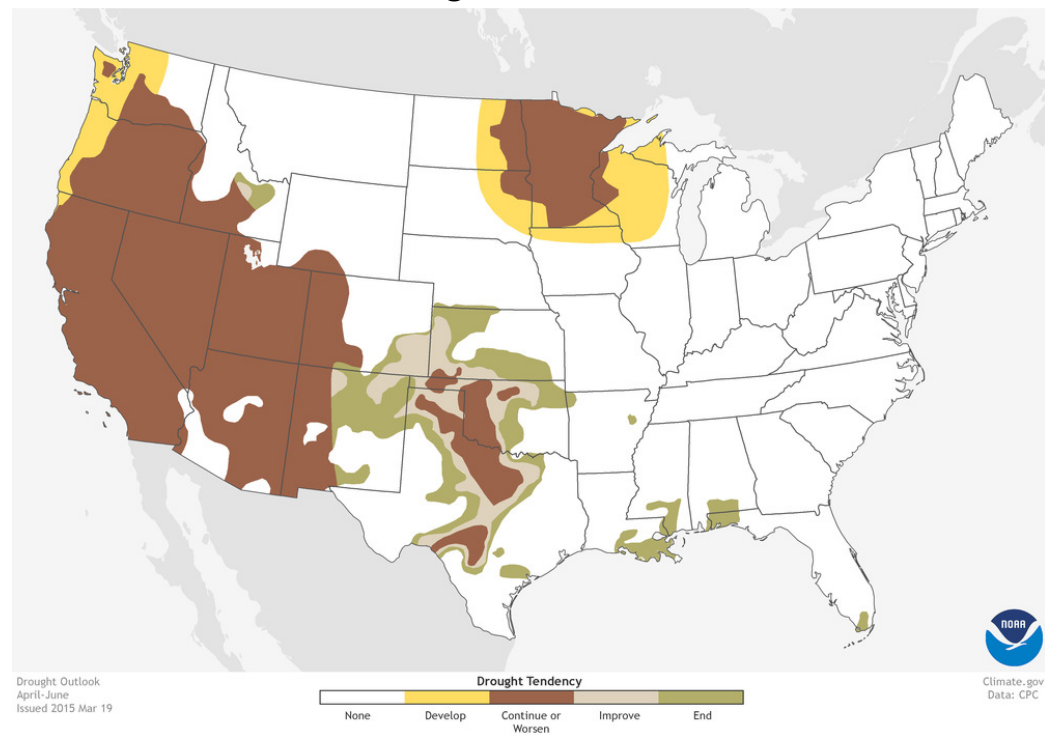 Drought Tendency
None
Develop
Continue or
Worsen
Improve
End
Drought Outlook
April-June
Issued 2015 Mar 19
NOAA
Climate.gov
Data: CPC